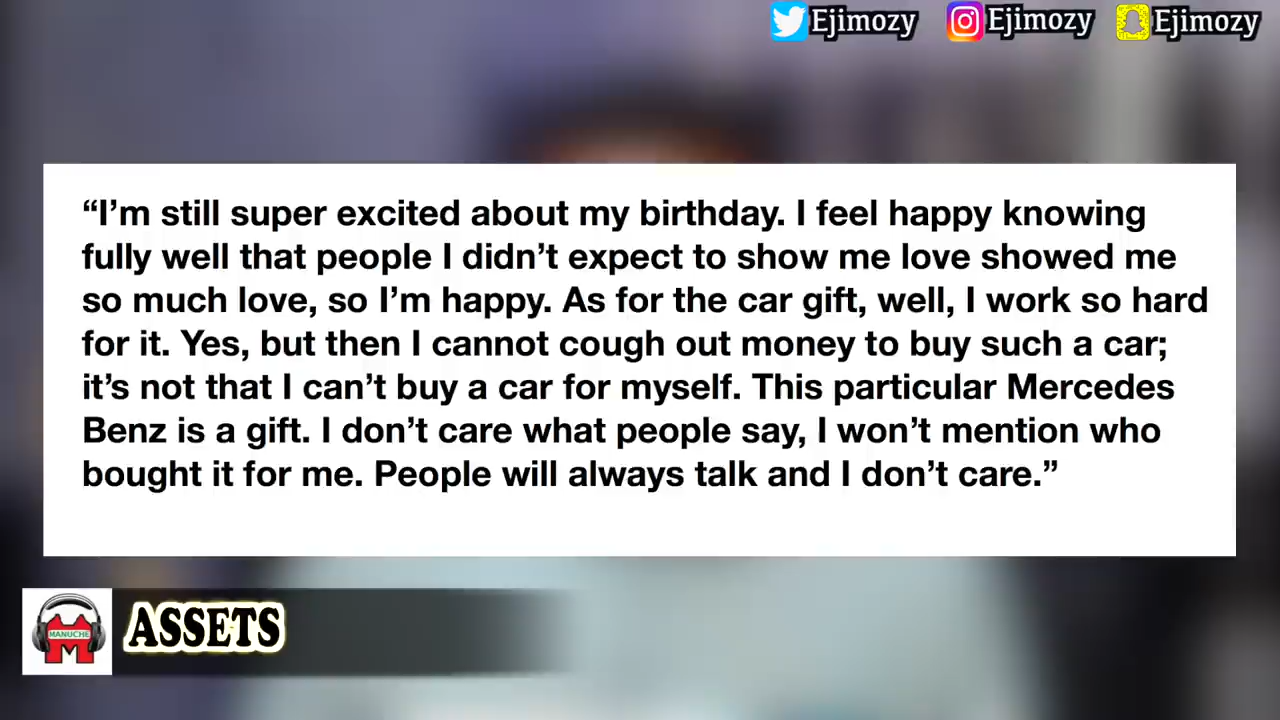 Ejimozy Ejimozy Ejimozy
“I’m still super excited about my birthday. I feel happy knowing
fully well that people I didn’t expect to show me love showed me
so much love, so I’m happy. As for the car gift, well, I work so hard
for it. Yes, but then I cannot cough out money to buy such a car;
it’s not that I can’t buy a car for myself. This particular Mercedes
Benz is a gift. I don’t care what people say, I won’t mention who
bought it for me. People will always talk and I don’t care.”
MANUCHE
ASSETS